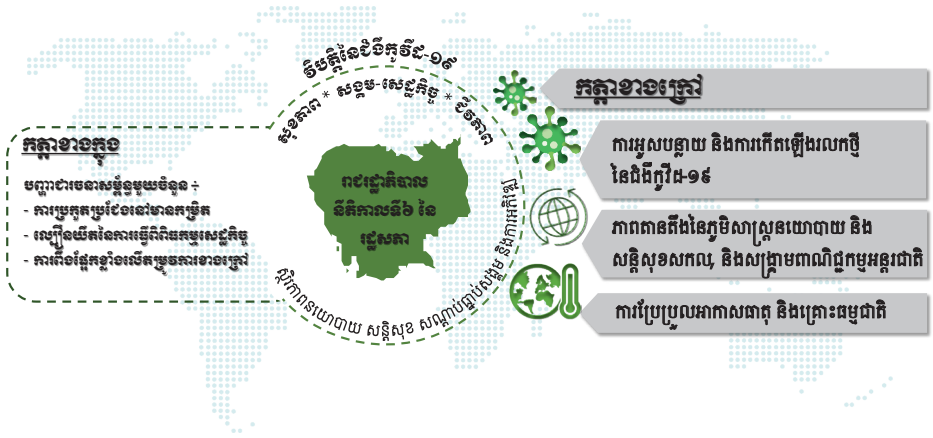 វិបត្តិនៃជំងឺកូវីដ-១៩
សុខភាព * សង្គម-សេដ្ឋកិច្ច * ជីវភាព
កត្តាខាងក្នុង
បញ្ហាជារចនាសម្ព័ន្ធមួយចំនួន ÷
- ការប្រកួតប្រជែងនៅមានកម្រិត
- ល្បឿនយឺតនៃការធ្វើពិពិធកម្មសេដ្ឋកិច្ច
- ការពឹងផ្អែកខ្លាំងលើតម្រូវការខាងក្រៅ
រាជរដ្ឋាភិបាល
នីតិកាលទី៦ នៃ
រដ្ឋសភា
ស្ថិរភាពនយោបាយ សន្តិសុខ សណ្តាប់ធ្នាប់សង្គម និងការអភិវឌ្ឍ
កត្តាខាងក្រៅ
ការអូសបន្លាយ និងការកើតឡើងរលកថ្មី
នៃជំងឺកូវីដ-១៩
ភាពតានតឹងនៃភូមិសាស្ត្រនយោបាយ និង
សន្តិសុខសកល, និងសង្គ្រាមពាណិជ្ជកម្មអន្តរជាតិ
ការប្រែប្រួលអាកាសធាតុ និងគ្រោះធម្មជាតិ